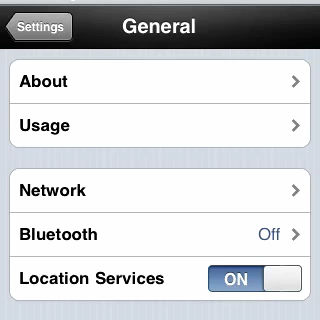 Settings
General
About
Usage
Network
Bluetooth Off
Location Services ON